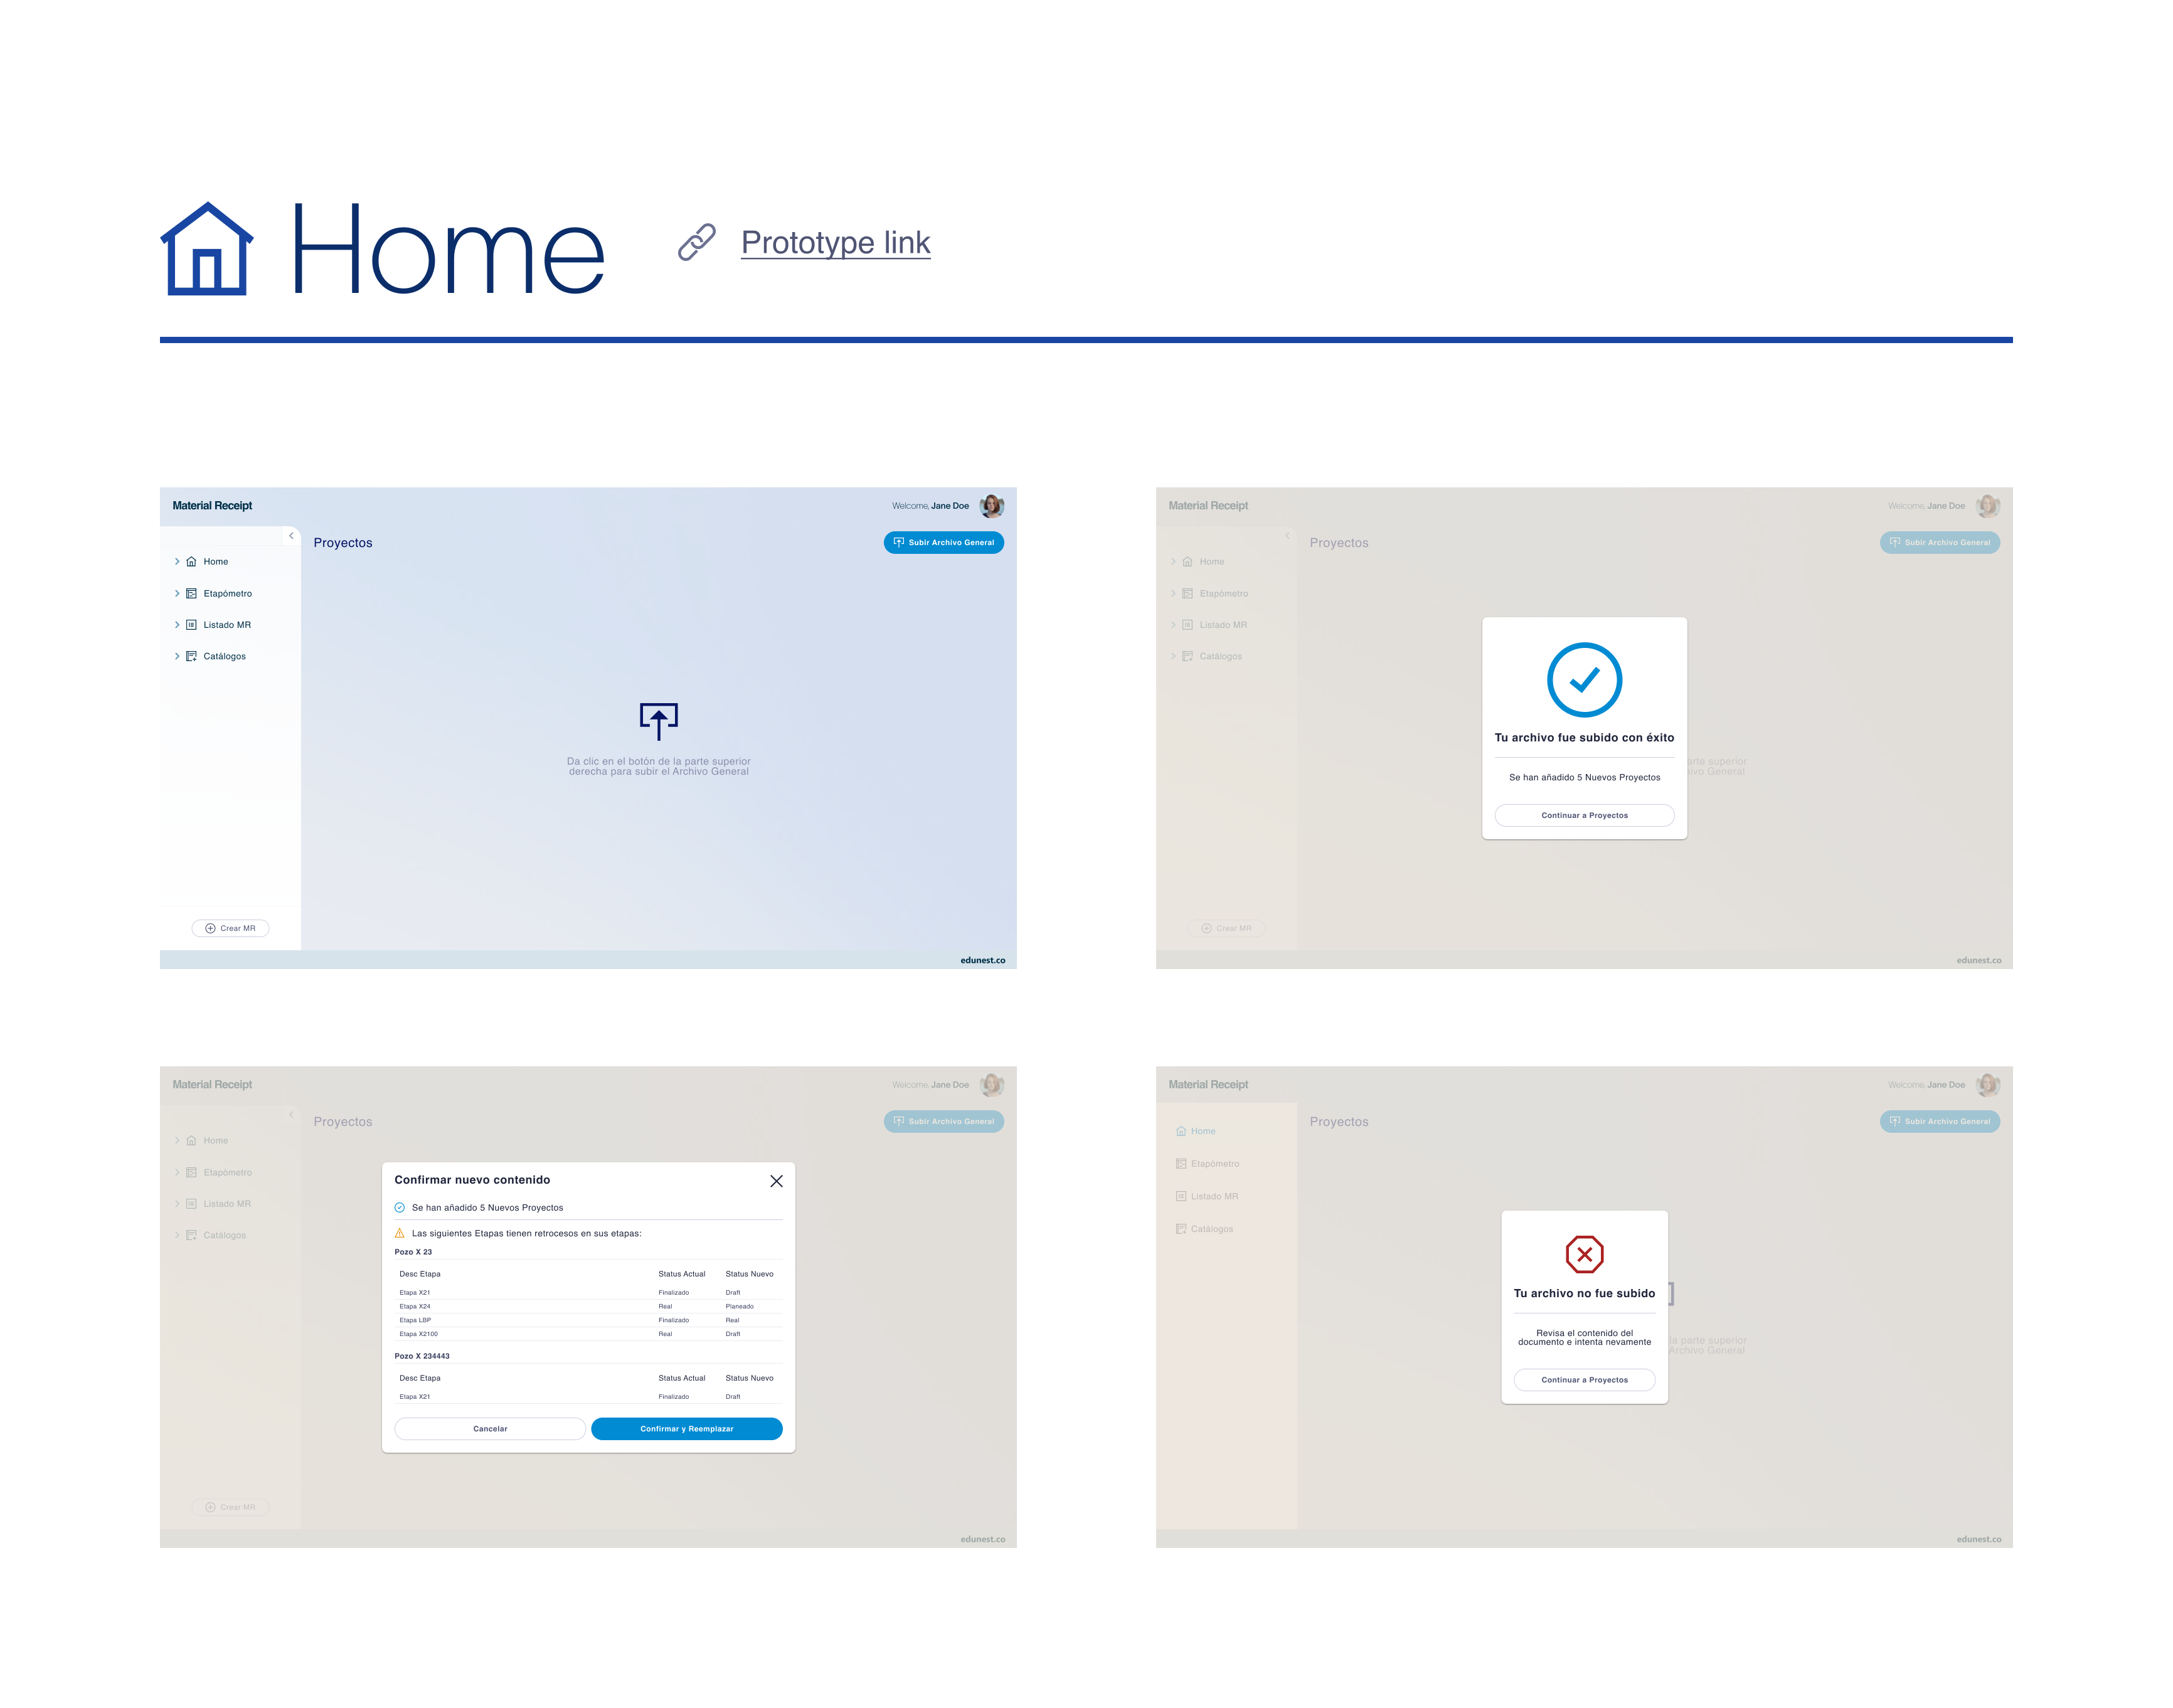 Home
Prototype link
Material Receipt
Welcome, Jane Doe
Proyectos
Subir Archivo General
Home
Etapómetro
Listado MR
Catálogos
Da clic en el botón de la parte superior
derecha para subir el Archivo General
Crear MR
edunest.co
Material Receipt
Welcome, Jane Doe
Proyectos
Subir Archivo General
Home
Etapómetro
Listado MR
Catálogos
Tu archivo fue subido con éxito
superior
General
Se han añadido 5 Nuevos Proyectos
Continuar a Proyectos
Crear MR
edunest.co
Material Receipt
Welcome, Jane Doe
Proyectos
Subir Archivo General
Home
Etapómetro
Listado MR
Catálogos
Confirmar nuevo contenido
Se han añadido 5 Nuevos Proyectos
Las siguientes Etapas tienen retrocesos en sus etapas:
Pozo X 23
Desc Etapa Status Actual Status Nuevo
Etapa X21 Finalizado Draft
Etapa X24 Real Planeado
Etapa LBP Finalizado Real
Etapa X2100 Real Draft
Pozo X 234443
Desc Etapa Status Actual Status Nuevo
Etapa X21 Finalizado Draft
Cancelar
Confirmar y Reemplazar
Crear MR
edunest.co
Material Receipt
Welcome, Jane Doe
Proyectos
Subir Archivo General
Home
Etapómetro
Listado MR
Catálogos
Tu archivo no fue subido
Revisa el contenido del
documento e intenta nevamente
la parte superior
Archivo General
Continuar a Proyectos
edunest.co